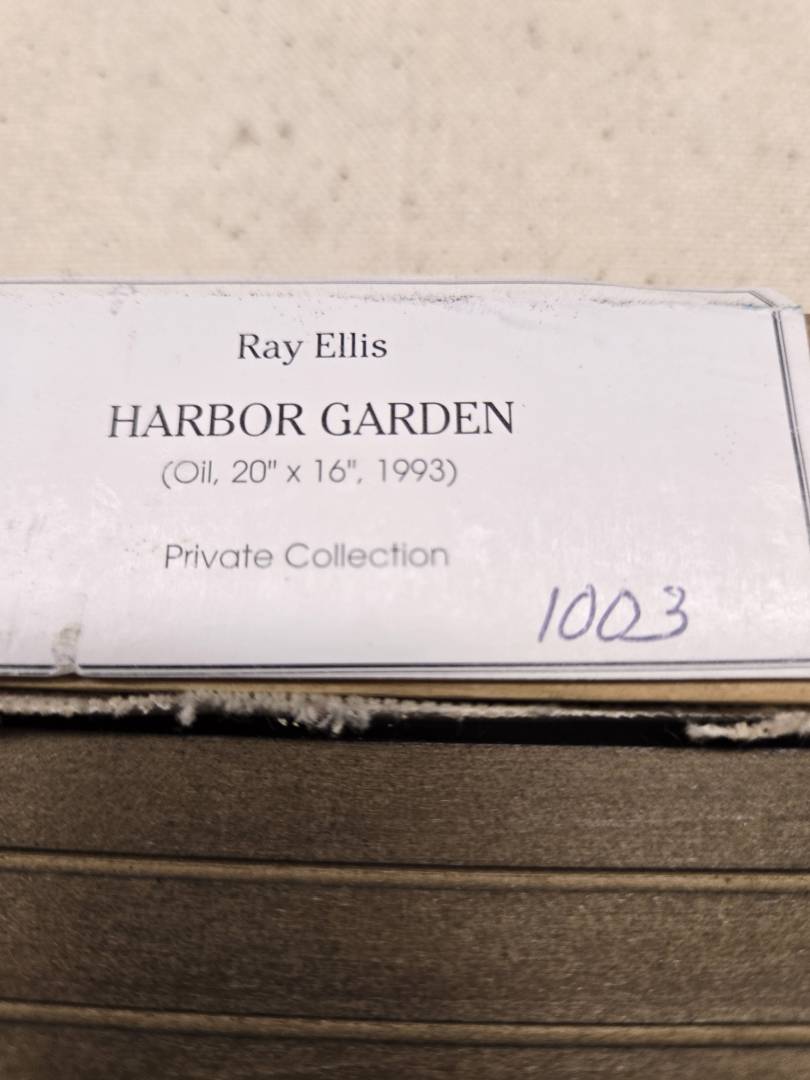 Ray Ellis
HARBOR GARDEN
(Oil, 20" x 16", 1993)
Private Collection
1003